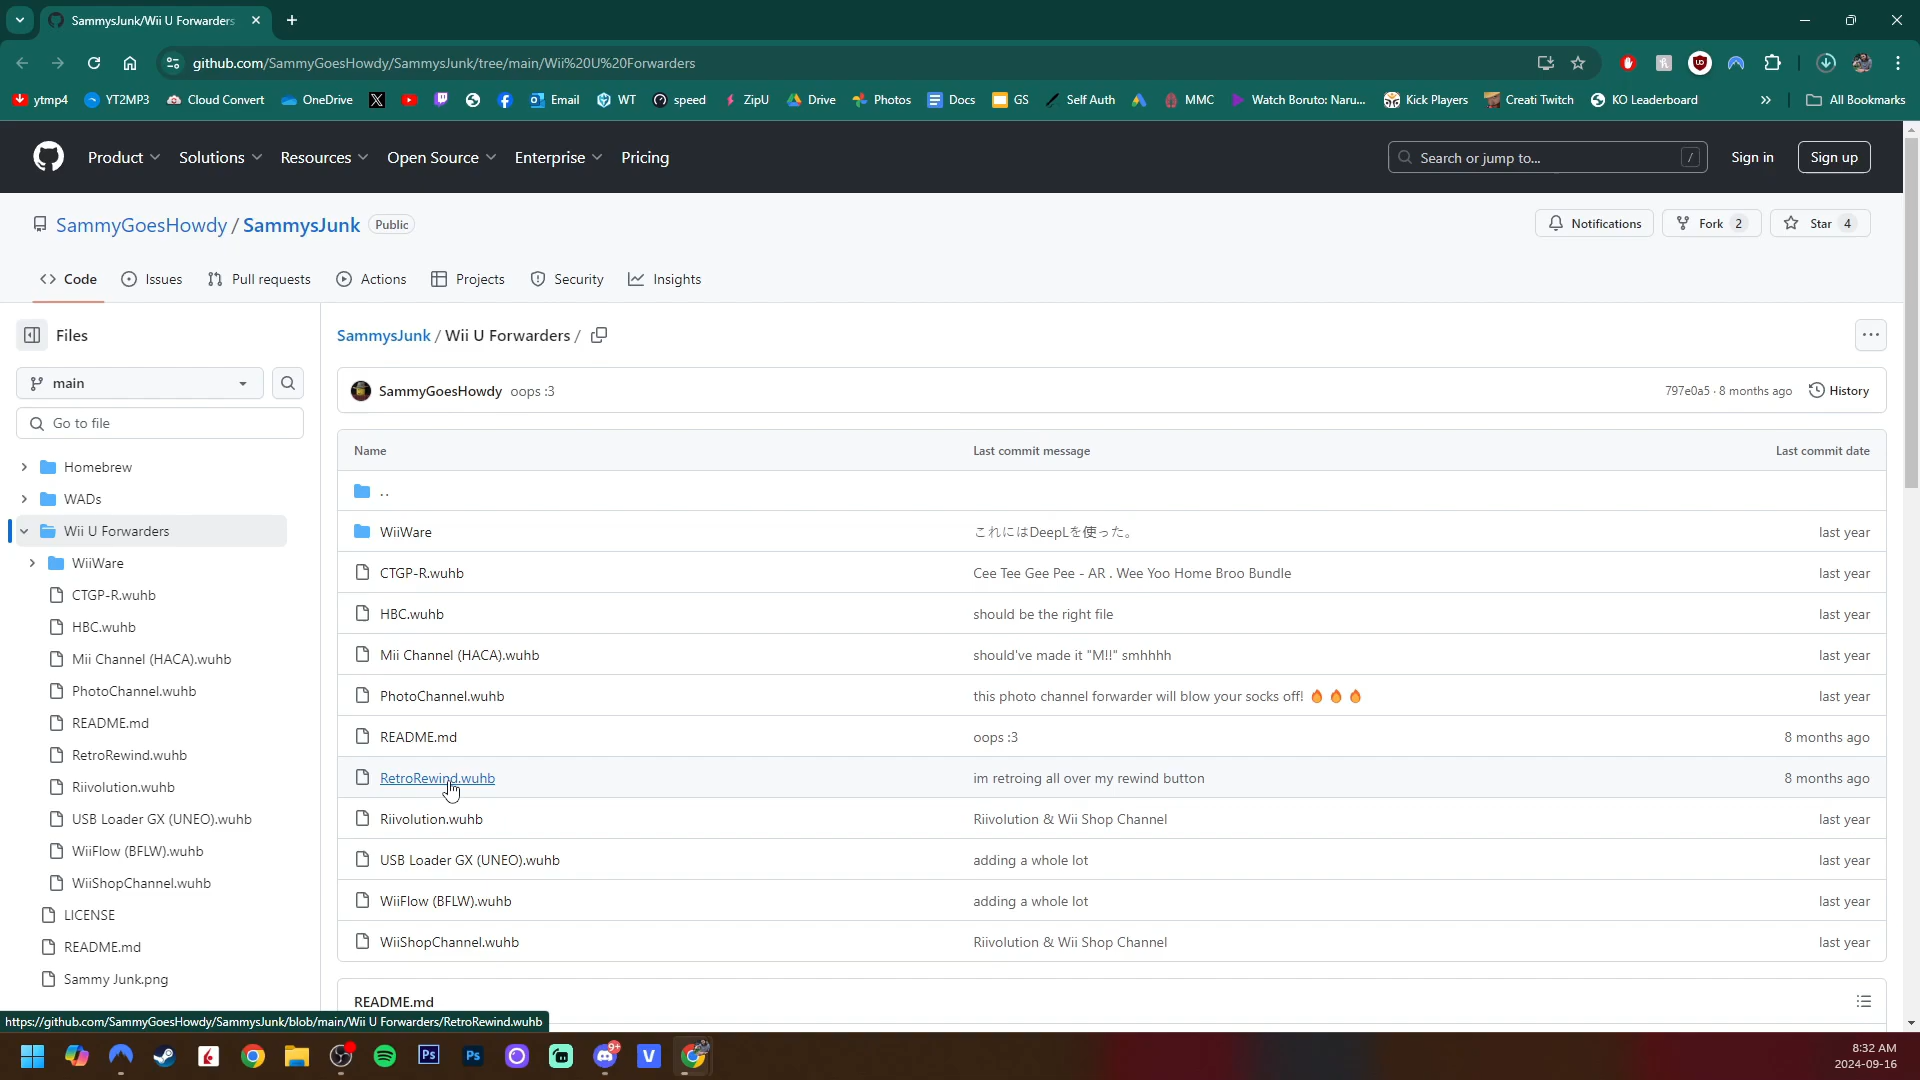 SammysJunk/Wii U Forwarders
github.com/SammyGoesHowdy/SammysJunk/tree/main/Wii%20U%20Forwarders
ytmp4 YT2MP3 Cloud Convert OneDrive Email WT speed ZipU Drive Photos Docs GS Self Auth MMC Watch Boruto: Naru... Kick Players Creati Twitch KO Leaderboard » All Bookmarks
Product Solutions Resources Open Source Enterprise Pricing Search or jump to... / Sign in Sign up
SammyGoesHowdy / SammysJunk Public Notifications Fork 2 Star 4
Code Issues Pull requests Actions Projects Security Insights
Files
main
Go to file
Homebrew
WADs
Wii U Forwarders
WiiWare
CTGP-R.wuhb
HBC.wuhb
Mii Channel (HACA).wuhb
PhotoChannel.wuhb
README.md
RetroRewind.wuhb
Riivolution.wuhb
USB Loader GX (UNEO).wuhb
WiiFlow (BFLW).wuhb
WiiShopChannel.wuhb
LICENSE
README.md
Sammy Junk.png
SammysJunk / Wii U Forwarders /
SammyGoesHowdy oops :3 797e0a5 · 8 months ago History
Name Last commit message Last commit date
..
WiiWare これにはDeepLを使った。 last year
CTGP-R.wuhb Cee Tee Gee Pee - AR . Wee Yoo Home Broo Bundle last year
HBC.wuhb should be the right file last year
Mii Channel (HACA).wuhb should've made it "M!!" smhhhh last year
PhotoChannel.wuhb this photo channel forwarder will blow your socks off! 🔥 🔥 🔥 last year
README.md oops :3 8 months ago
RetroRewind.wuhb im retroing all over my rewind button 8 months ago
Riivolution.wuhb Riivolution & Wii Shop Channel last year
USB Loader GX (UNEO).wuhb adding a whole lot last year
WiiFlow (BFLW).wuhb adding a whole lot last year
WiiShopChannel.wuhb Riivolution & Wii Shop Channel last year
README.md
https://github.com/SammyGoesHowdy/SammysJunk/blob/main/Wii U Forwarders/RetroRewind.wuhb
Ps Ps 9+ V
8:32 AM
2024-09-16